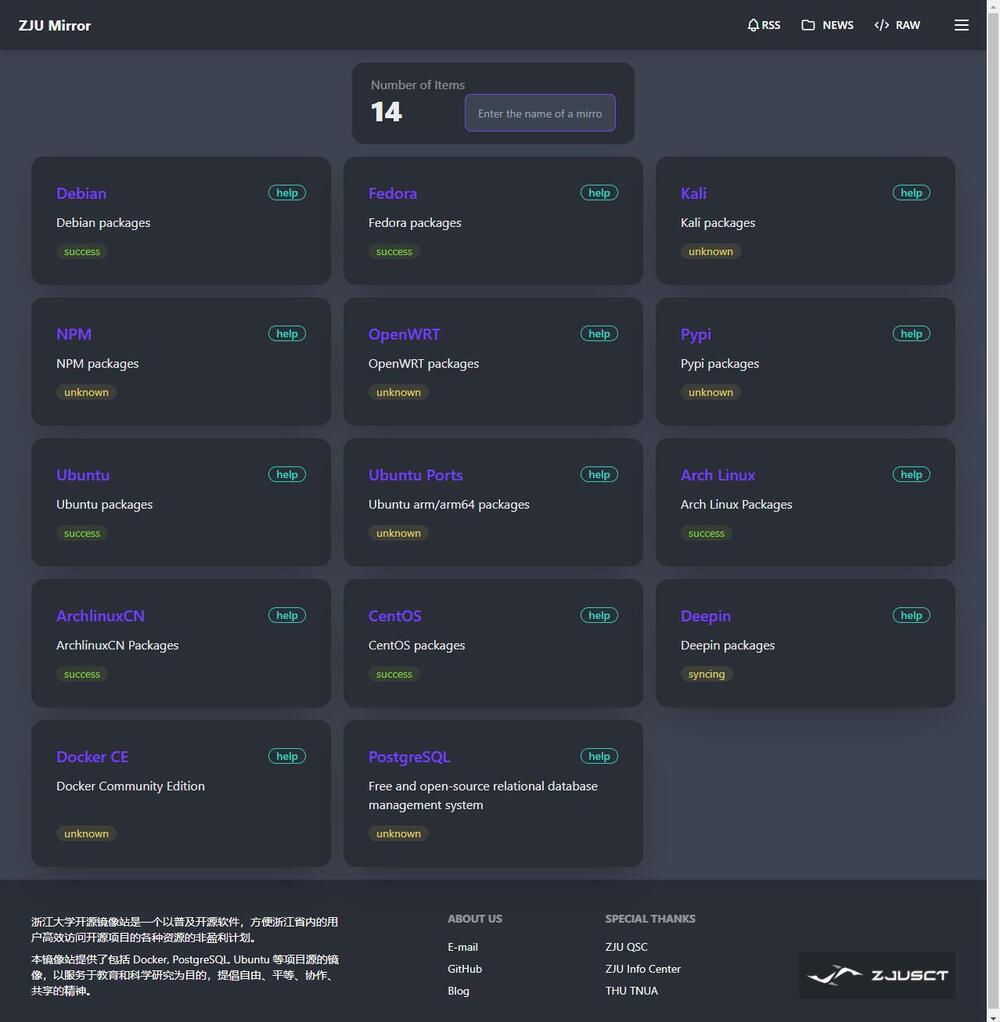 ZJU Mirror
RSS NEWS RAW
Number of Items
14
Enter the name of a mirro
Debian help
Debian packages
success
Fedora help
Fedora packages
success
Kali help
Kali packages
unknown
NPM help
NPM packages
unknown
OpenWRT help
OpenWRT packages
unknown
Pypi help
Pypi packages
unknown
Ubuntu help
Ubuntu packages
success
Ubuntu Ports help
Ubuntu arm/arm64 packages
unknown
Arch Linux help
Arch Linux Packages
success
ArchlinuxCN help
ArchlinuxCN Packages
success
CentOS help
CentOS packages
success
Deepin help
Deepin packages
syncing
Docker CE help
Docker Community Edition
unknown
PostgreSQL help
Free and open-source relational database
management system
unknown
浙江大学开源镜像站是一个以普及开源软件，方便浙江省内的用
户高效访问开源项目的各种资源的非盈利计划。
本镜像站提供了包括 Docker, PostgreSQL, Ubuntu 等项目源的镜
像，以服务于教育和科学研究为目的，提倡自由、平等、协作、
共享的精神。
ABOUT US
E-mail
GitHub
Blog
SPECIAL THANKS
ZJU QSC
ZJU Info Center
THU TNUA
ZJUSCT